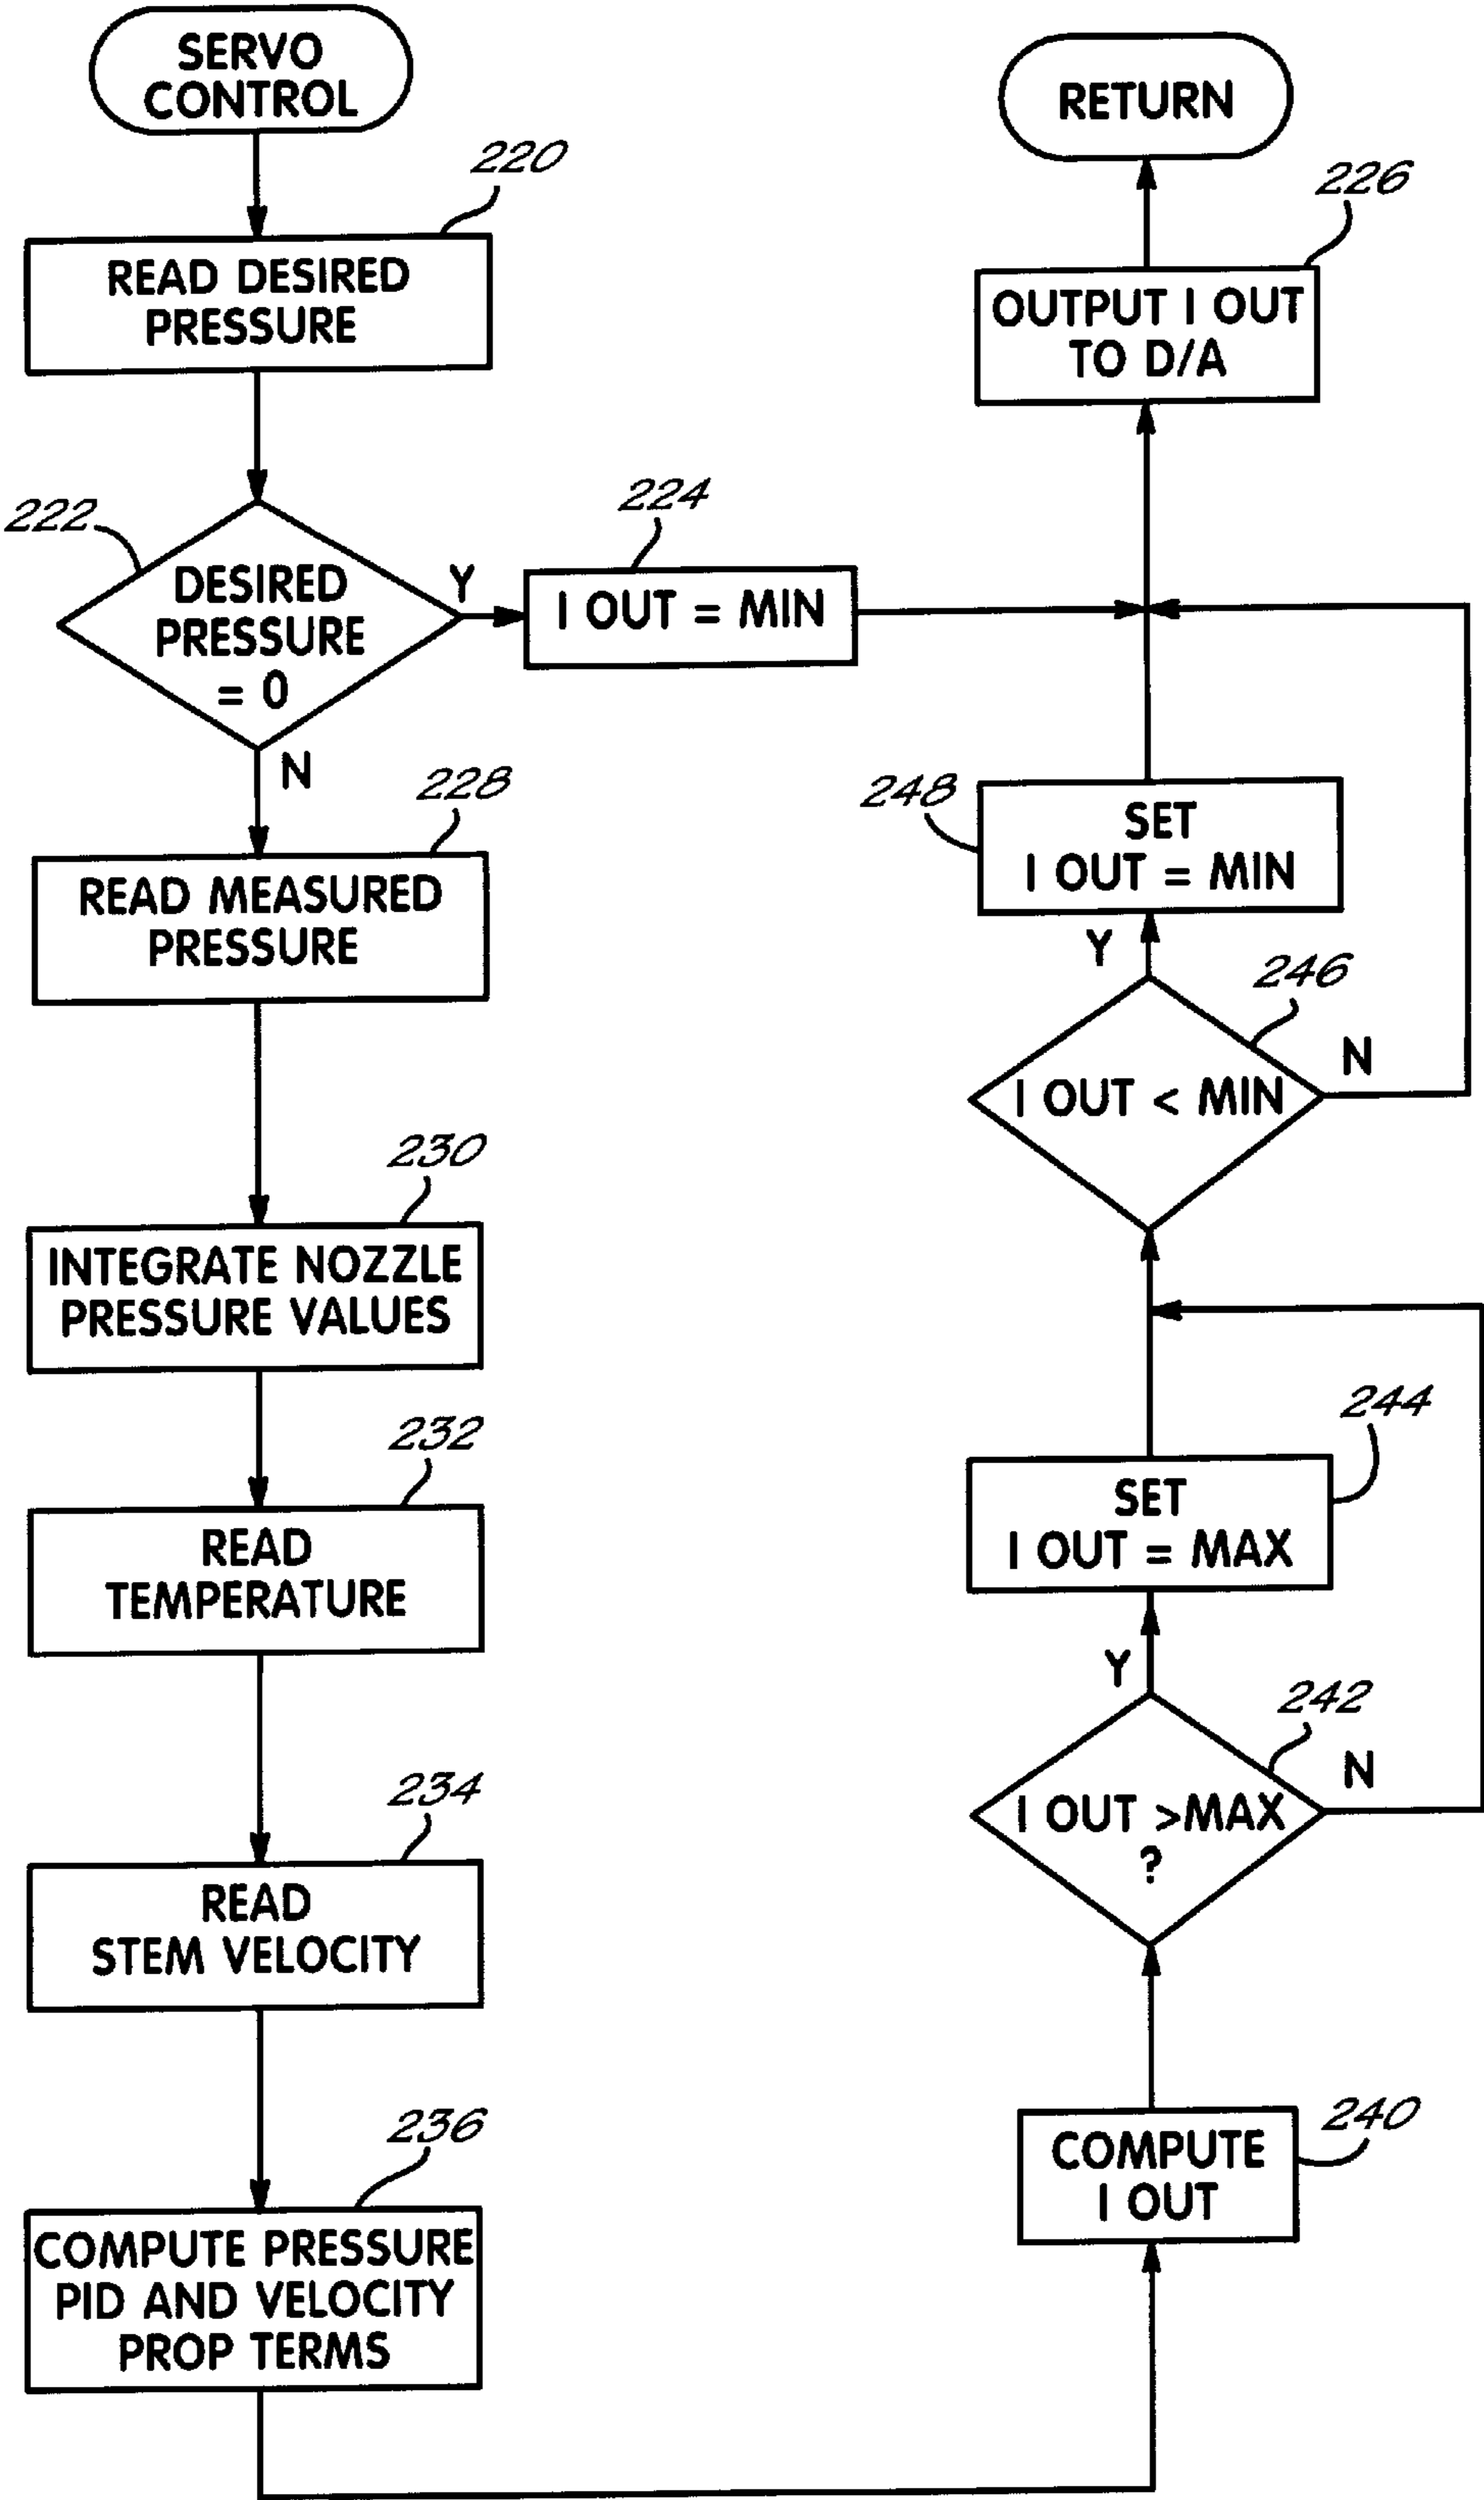 SERVO
CONTROL
220
READ DESIRED
PRESSURE
222
DESIRED
PRESSURE
= 0
Y
N
224
I OUT = MIN
228
READ MEASURED
PRESSURE
230
INTEGRATE NOZZLE
PRESSURE VALUES
232
READ
TEMPERATURE
234
READ
STEM VELOCITY
236
COMPUTE PRESSURE
PID AND VELOCITY
PROP TERMS
RETURN
226
OUTPUT I OUT
TO D/A
248
SET
I OUT = MIN
Y
246
N
I OUT < MIN
244
SET
I OUT = MAX
Y
242
N
I OUT >MAX
?
240
COMPUTE
I OUT